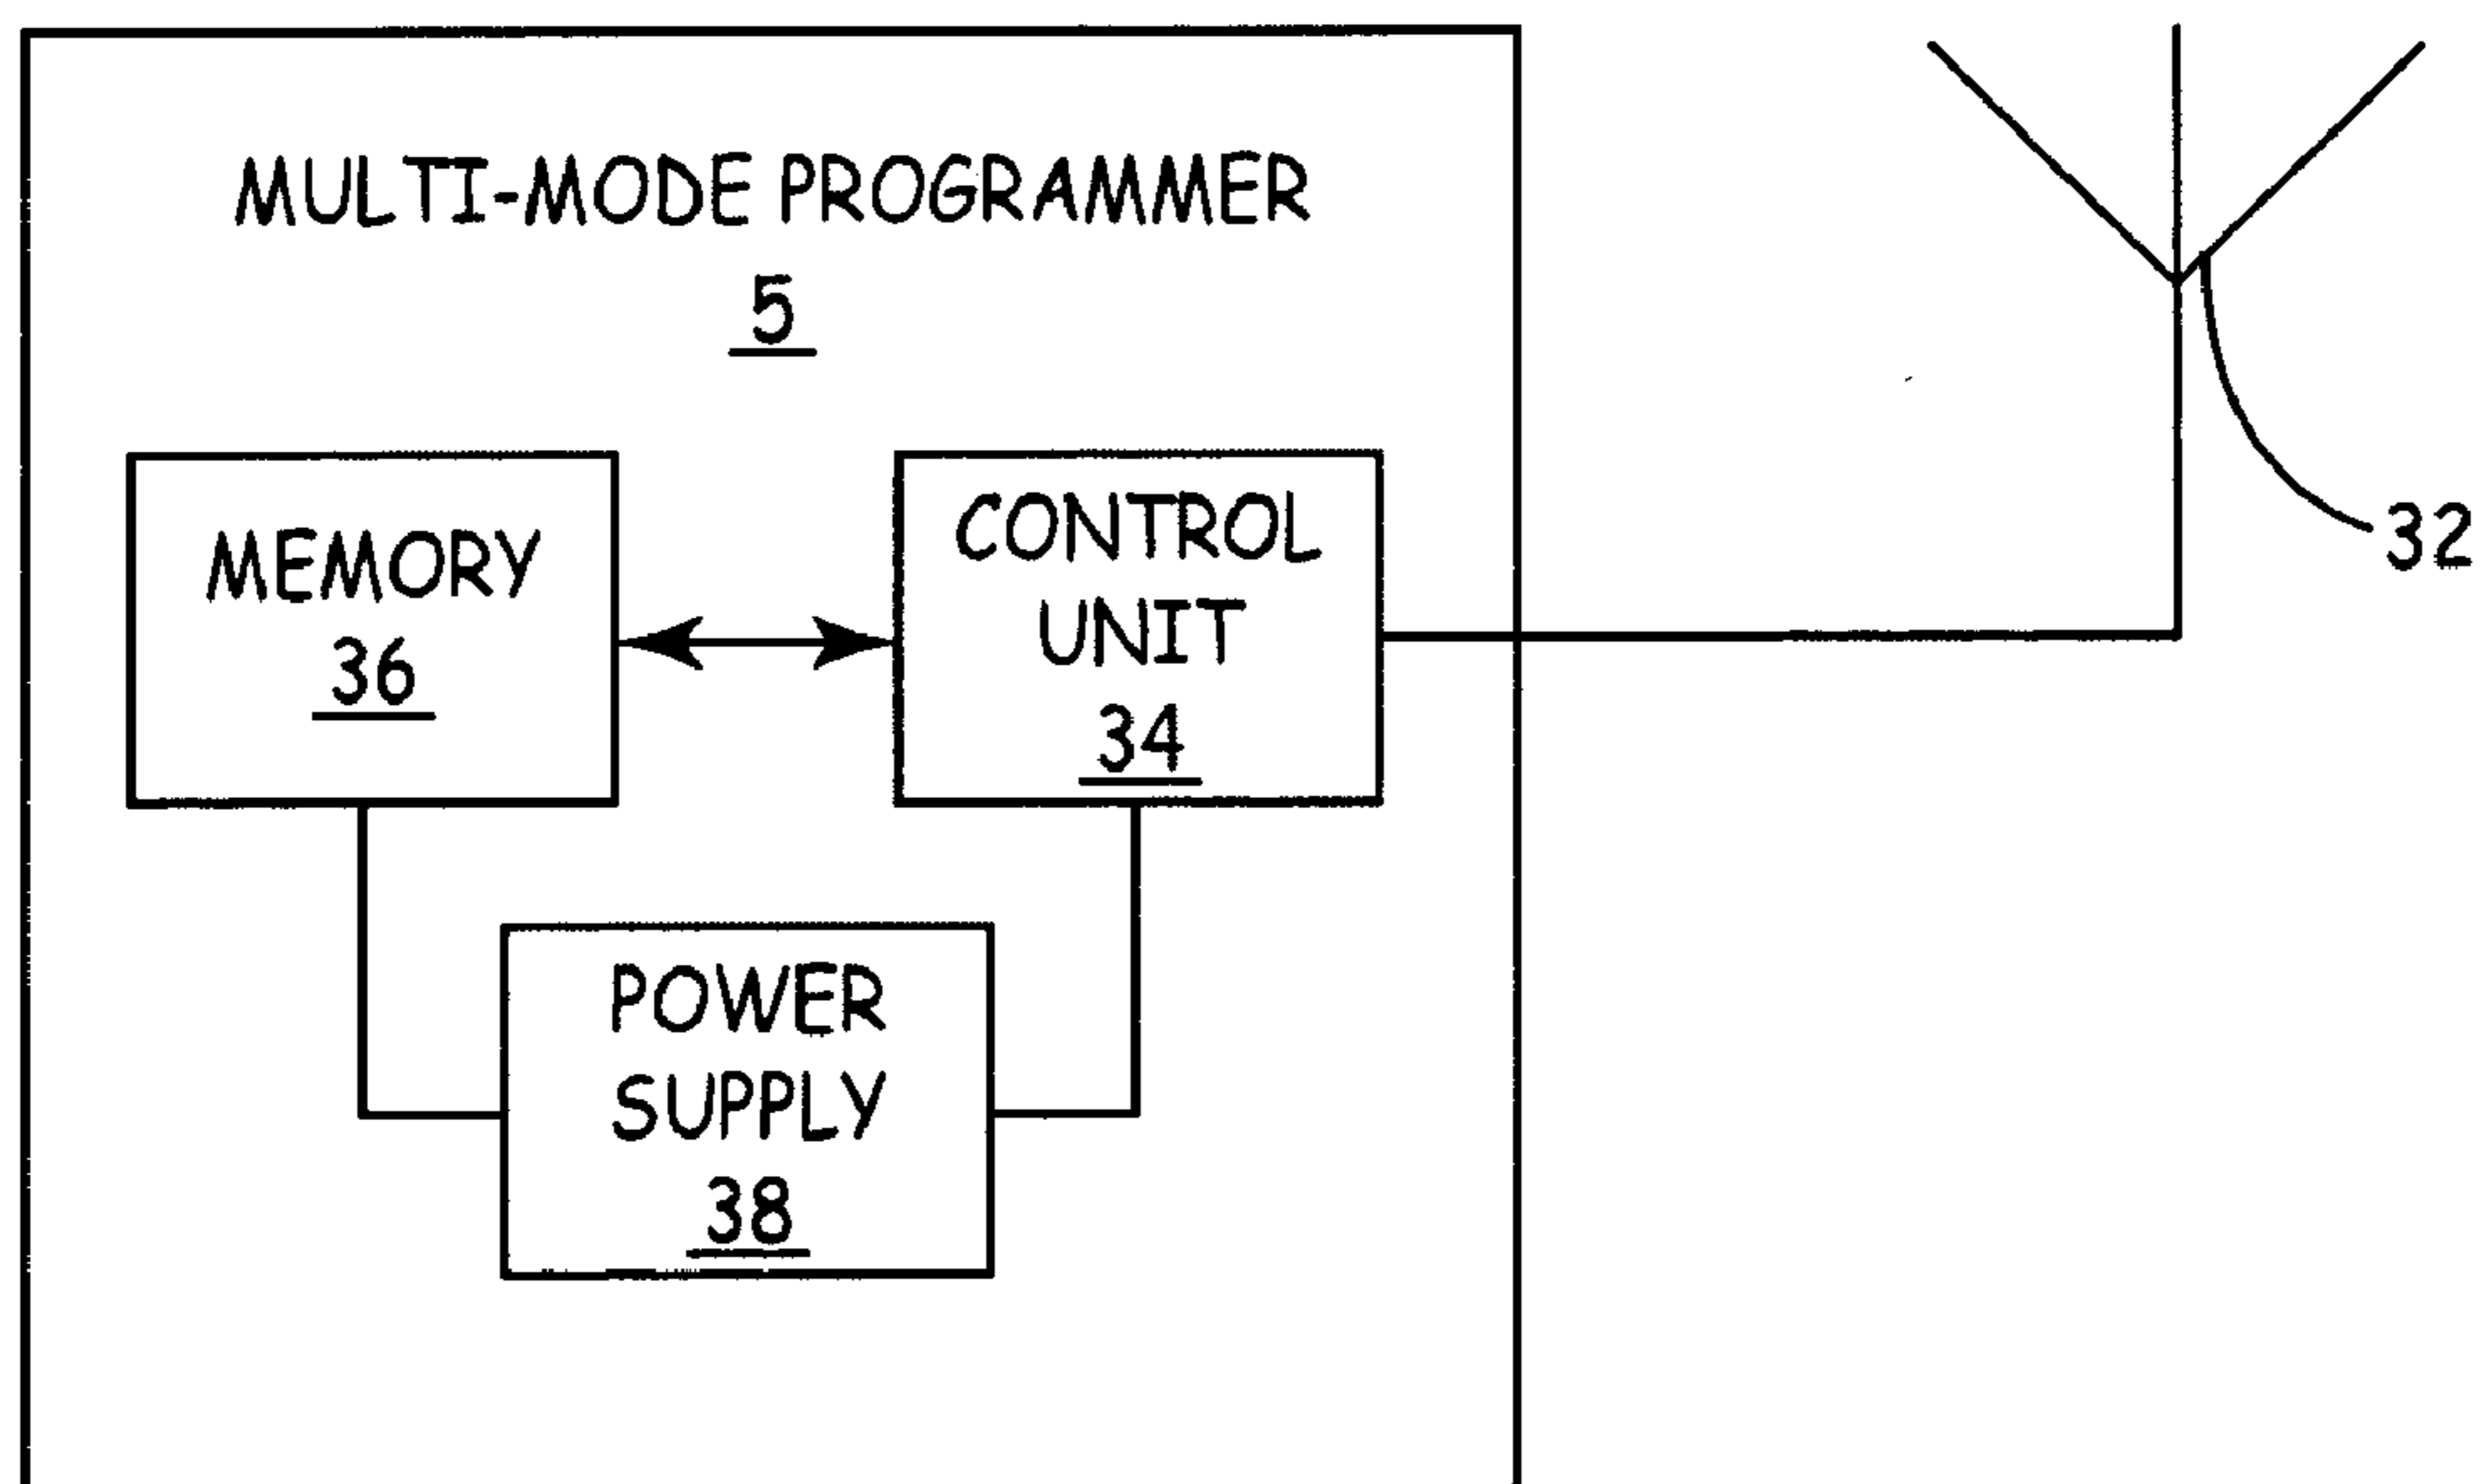 MULTI-MODE PROGRAMMER
5
MEMORY
36
CONTROL
UNIT
34
32
POWER
SUPPLY
38